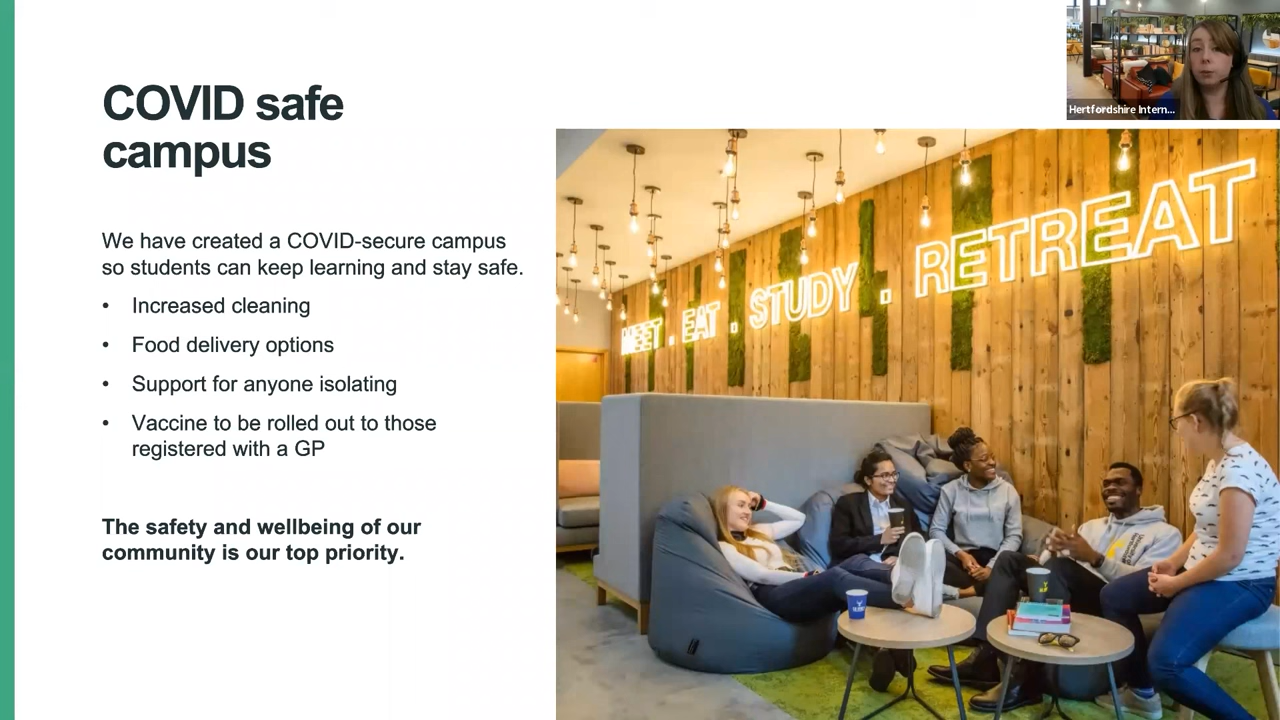 COVID safe
campus
Hertfordshire Intern...
We have created a COVID-secure campus
so students can keep learning and stay safe.
• Increased cleaning
• Food delivery options
• Support for anyone isolating
• Vaccine to be rolled out to those
registered with a GP
The safety and wellbeing of our
community is our top priority.
MEET . EAT . STUDY . RETREAT